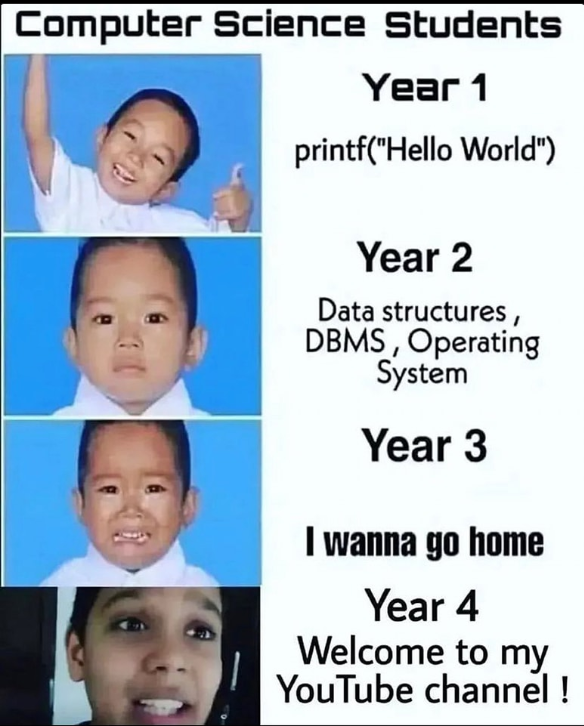 Computer Science Students
Year 1
printf("Hello World")
Year 2
Data structures ,
DBMS , Operating
System
Year 3
I wanna go home
Year 4
Welcome to my
YouTube channel !